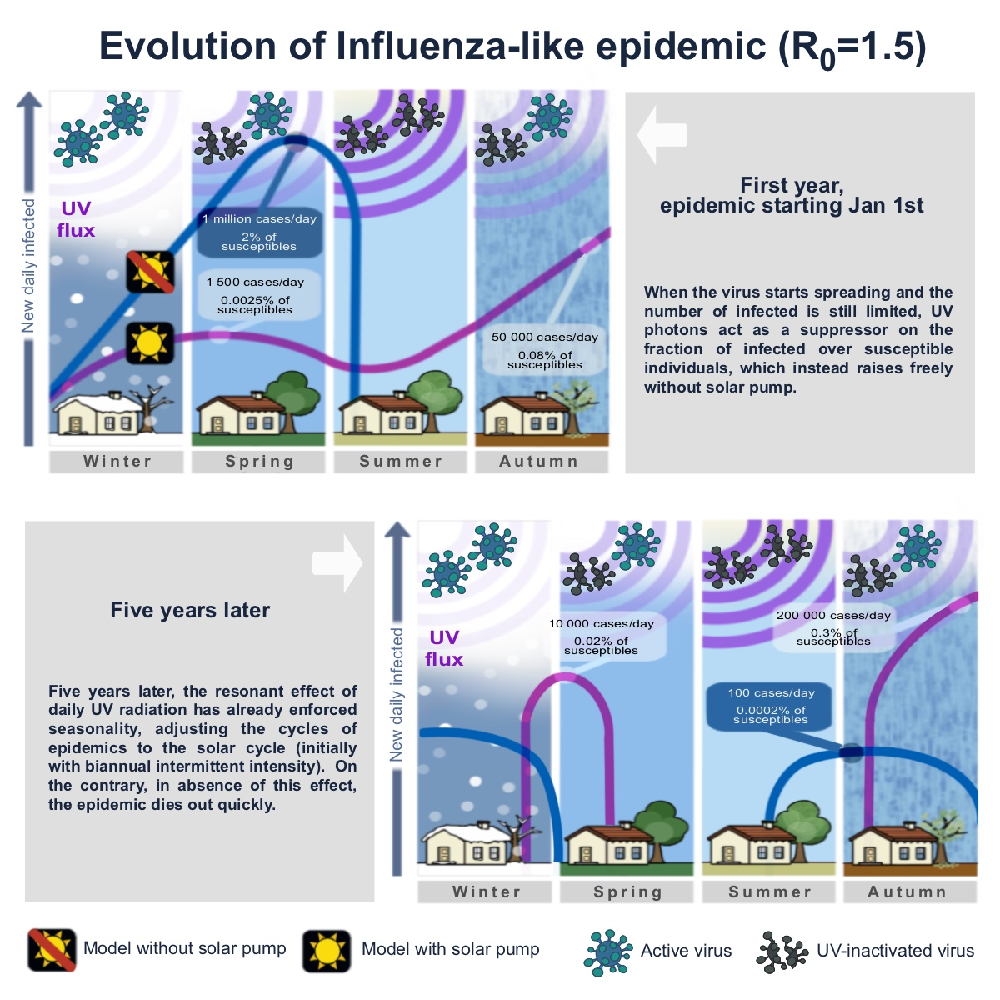 Evolution of Influenza-like epidemic (R0=1.5)
New daily infected
UV
flux
1 million cases/day
2% of
susceptibles
1 500 cases/day
0.0025% of
susceptibles
50 000 cases/day
0.08% of
susceptibles
Winter
Spring
Summer
Autumn
First year,
epidemic starting Jan 1st
When the virus starts spreading and the
number of infected is still limited, UV
photons act as a suppressor on the
fraction of infected over susceptible
individuals, which instead raises freely
without solar pump.
Five years later
Five years later, the resonant effect of
daily UV radiation has already enforced
seasonality, adjusting the cycles of
epidemics to the solar cycle (initially
with biannual intermittent intensity). On
the contrary, in absence of this effect,
the epidemic dies out quickly.
New daily infected
UV
flux
10 000 cases/day
0.02% of
susceptibles
200 000 cases/day
0.3% of
susceptibles
100 cases/day
0.0002% of
susceptibles
Winter
Spring
Summer
Autumn
Model without solar pump
Model with solar pump
Active virus
UV-inactivated virus